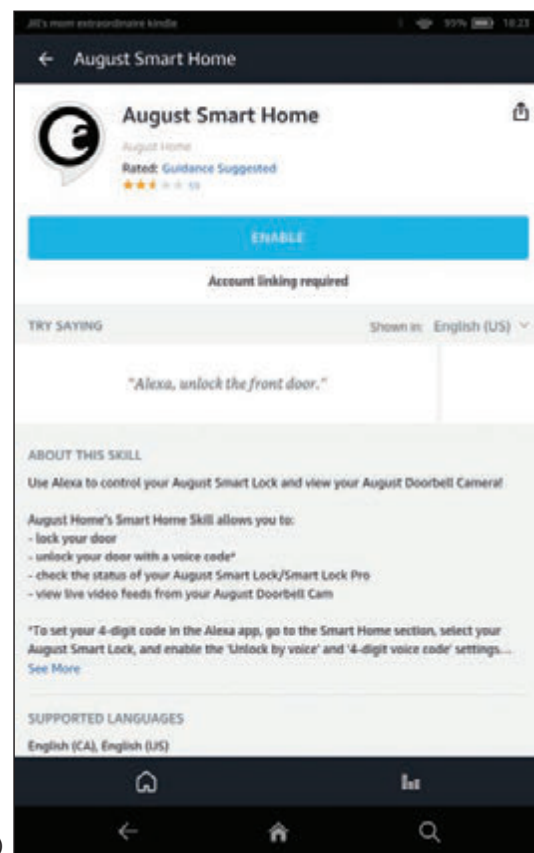 Jill's mom extraordinaire kindle 95% 10:23
August Smart Home
August Smart Home
August Home
Rated: Guidance Suggested
ENABLE
Account linking required
TRY SAYING Shown in: English (US)
"Alexa, unlock the front door."
ABOUT THIS SKILL
Use Alexa to control your August Smart Lock and view your August Doorbell Camera!
August Home's Smart Home Skill allows you to:
- lock your door
- unlock your door with a voice code*
- check the status of your August Smart Lock/Smart Lock Pro
- view live video feeds from your August Doorbell Cam
*To set your 4-digit code in the Alexa app, go to the Smart Home section, select your
August Smart Lock, and enable the 'Unlock by voice' and '4-digit voice code' settings...
See More
SUPPORTED LANGUAGES
English (CA), English (US)
)